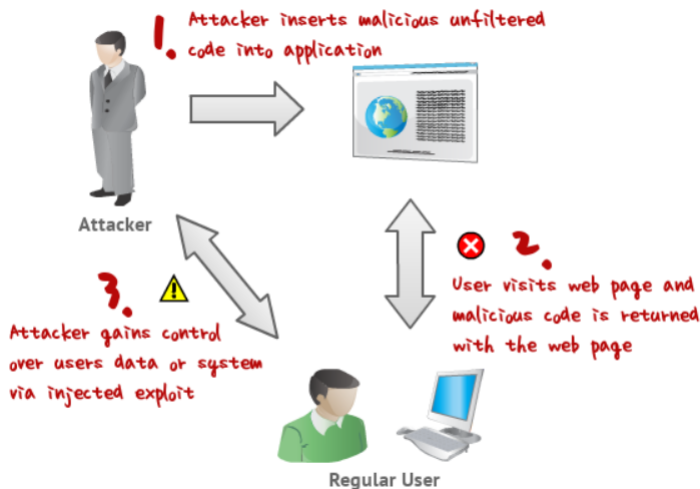 1. Attacker inserts malicious unfiltered
code into application
Attacker
2.
User visits web page and
malicious code is returned
with the web page
3.
Attacker gains control
over users data or system
via injected exploit
Regular User